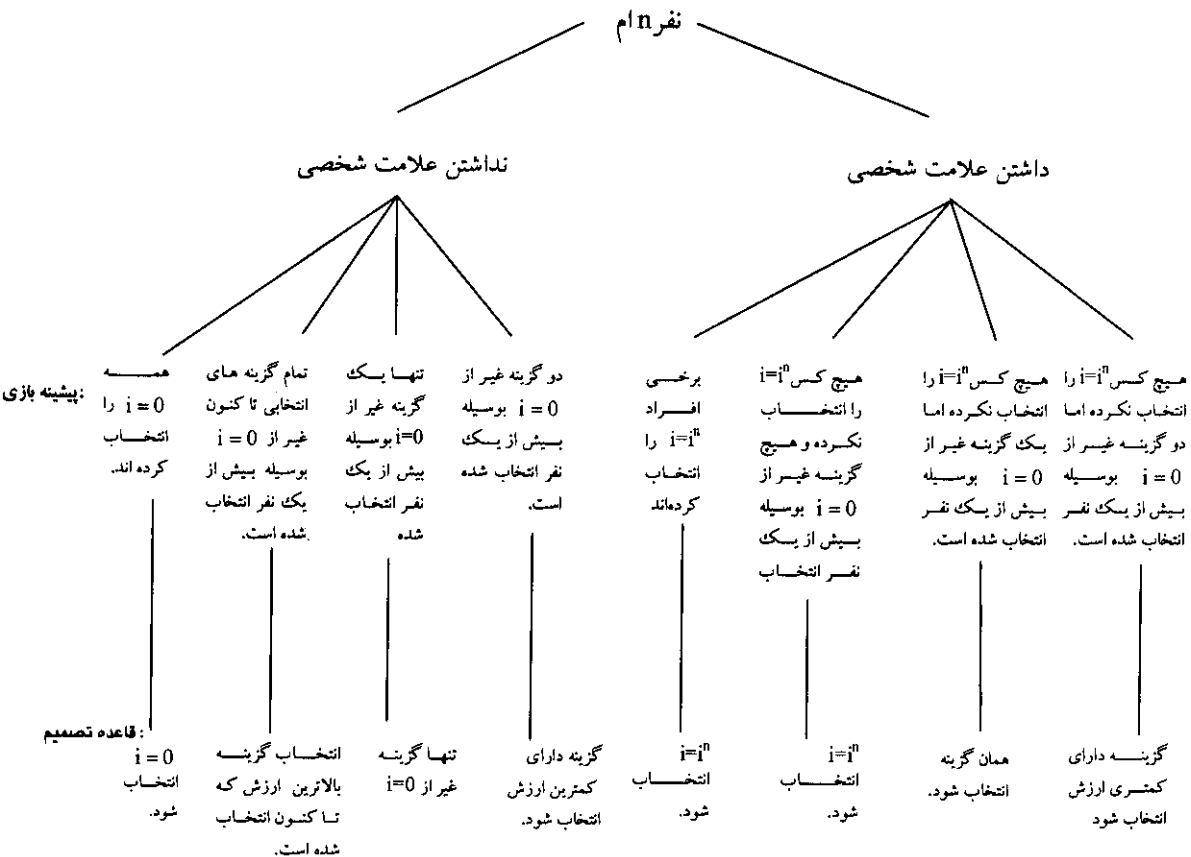 نفر n ام
داشتن علامت شخصی
نداشتن علامت شخصی
هیچ کس i=iⁿ را
انتخاب نکرده اما
دو گزینه غیر از
i = 0 بوسیله
بیش از یک نفر
انتخاب شده است.
هیچ کس i=iⁿ را
انتخاب نکرده اما
یک گزینه غیر از
i = 0 بوسیله
بیش از یک نفر
انتخاب شده است.
هیچ کس i=iⁿ
را انتخاب
نکرده و هیچ
گزینه غیر از
i = 0 بوسیله
بیش از یک
نفر انتخاب
برخی
افراد
i=iⁿ را
انتخاب
کرده‌اند
دو گزینه غیر از
i = 0 بوسیله
بیش از یک
نفر انتخاب شده
است.
تنها یک
گزینه غیر از
i=0 بوسیله
بیش از یک
نفر انتخاب
شده
تمام گزینه های
انتخابی تا کنون
غیر از i = 0
بوسیله بیش از
یک نفر انتخاب
شده است.
همه
i = 0 را
انتخاب
کرده اند.
پیشینه بازی:
گزینه دارای
کمتری ارزش
انتخاب شود
همان گزینه
انتخاب شود.
i=iⁿ
انتخاب
شود.
i=iⁿ
انتخاب
شود.
گزینه دارای
کمترین ارزش
انتخاب شود.
تنها گزینه
غیر از i=0
انتخاب گزینه
بالاترین ارزش که
تا کنون انتخاب
شده است.
قاعده تصمیم:
i = 0
انتخاب
شود.